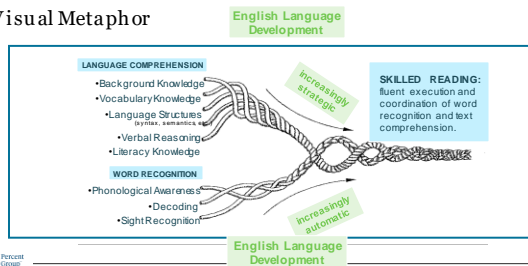 Visual Metaphor
English Language
Development
LANGUAGE COMPREHENSION
•Background Knowledge
•Vocabulary Knowledge
•Language Structures
(syntax, semantics, etc.)
•Verbal Reasoning
•Literacy Knowledge
WORD RECOGNITION
•Phonological Awareness
•Decoding
•Sight Recognition
increasingly
strategic
increasingly
automatic
SKILLED READING:
fluent execution and
coordination of word
recognition and text
comprehension.
English Language
Development
Percent
Group